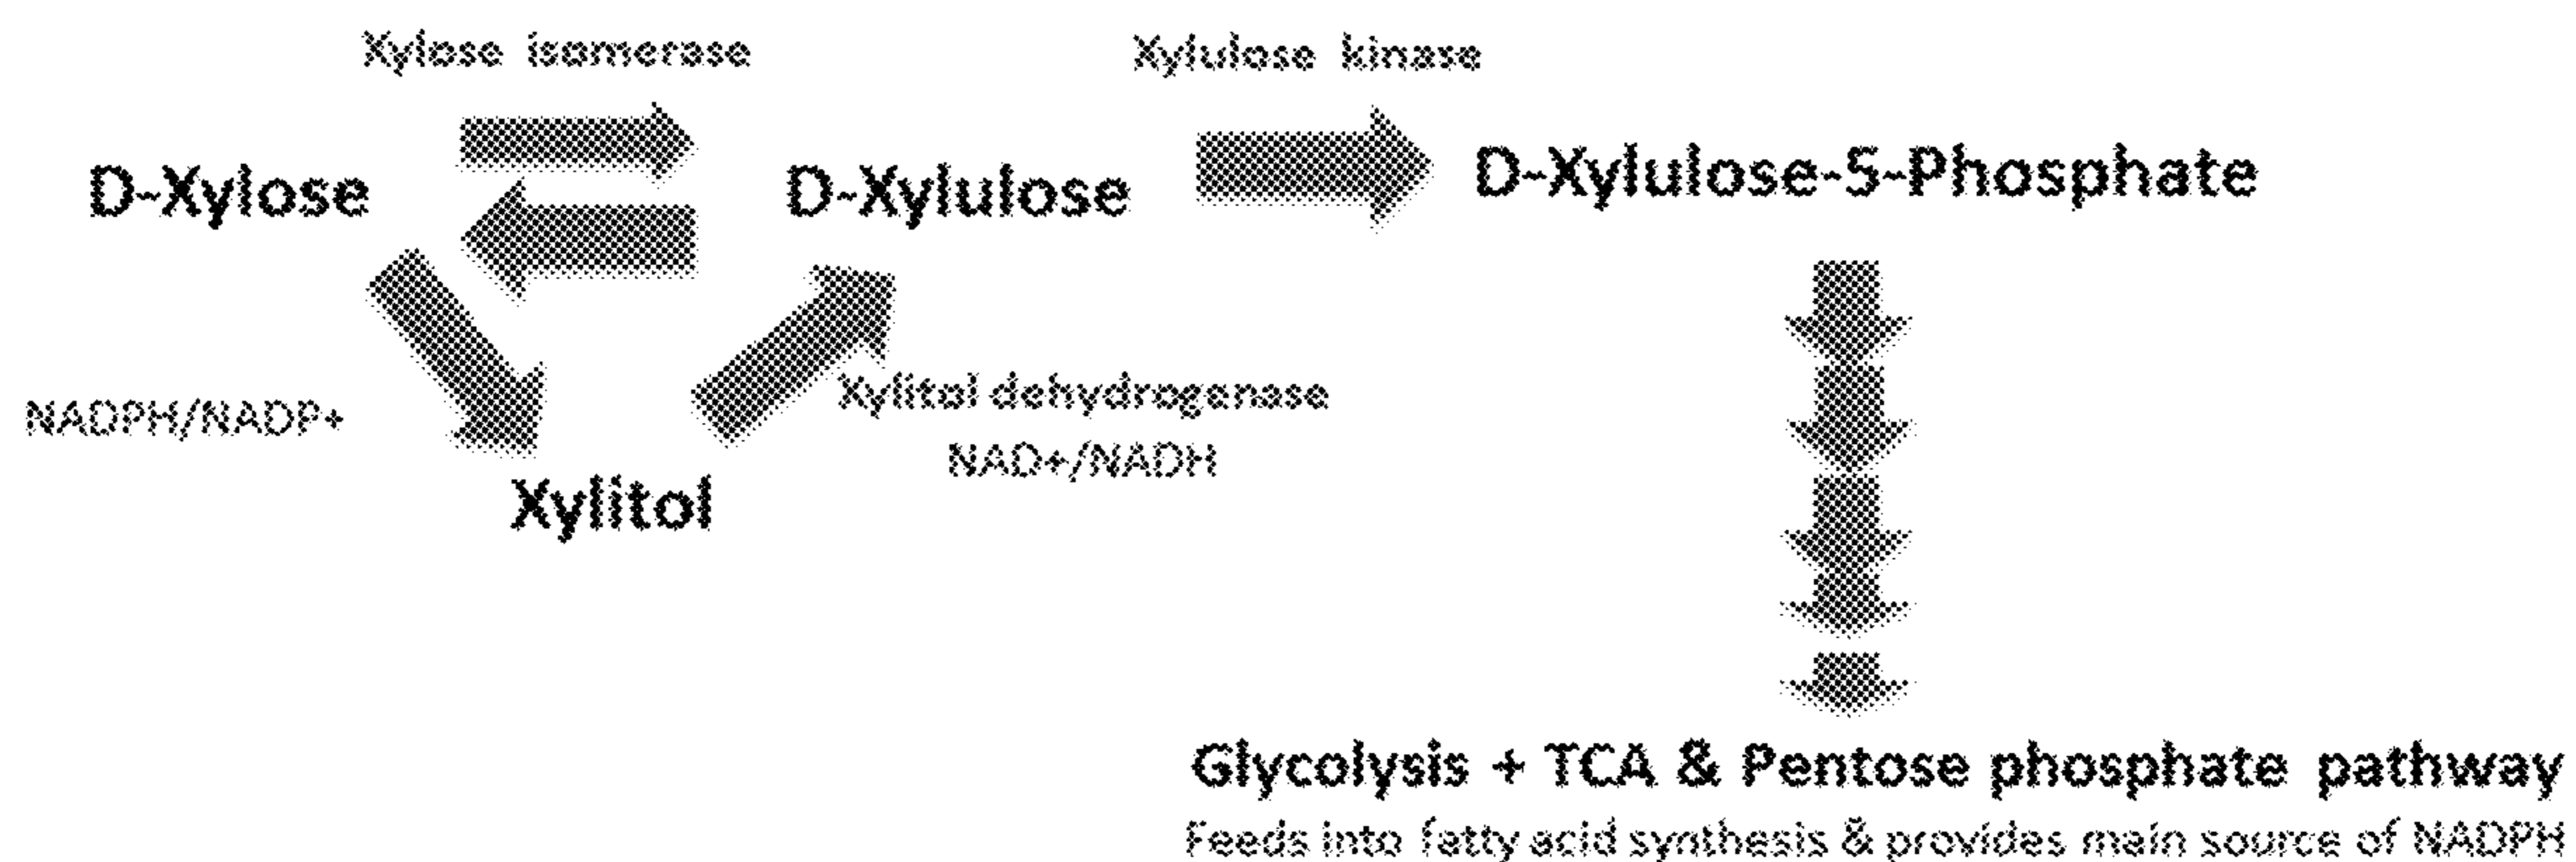 Xylose isomerase
Xylulose kinase
D-Xylose
D-Xylulose
D-Xylulose-5-Phosphate
NADPH/NADP+
Xylitol dehydrogenase
NAD+/NADH
Xylitol
Glycolysis + TCA & Pentose phosphate pathway
Feeds into fatty acid synthesis & provides main source of NADPH